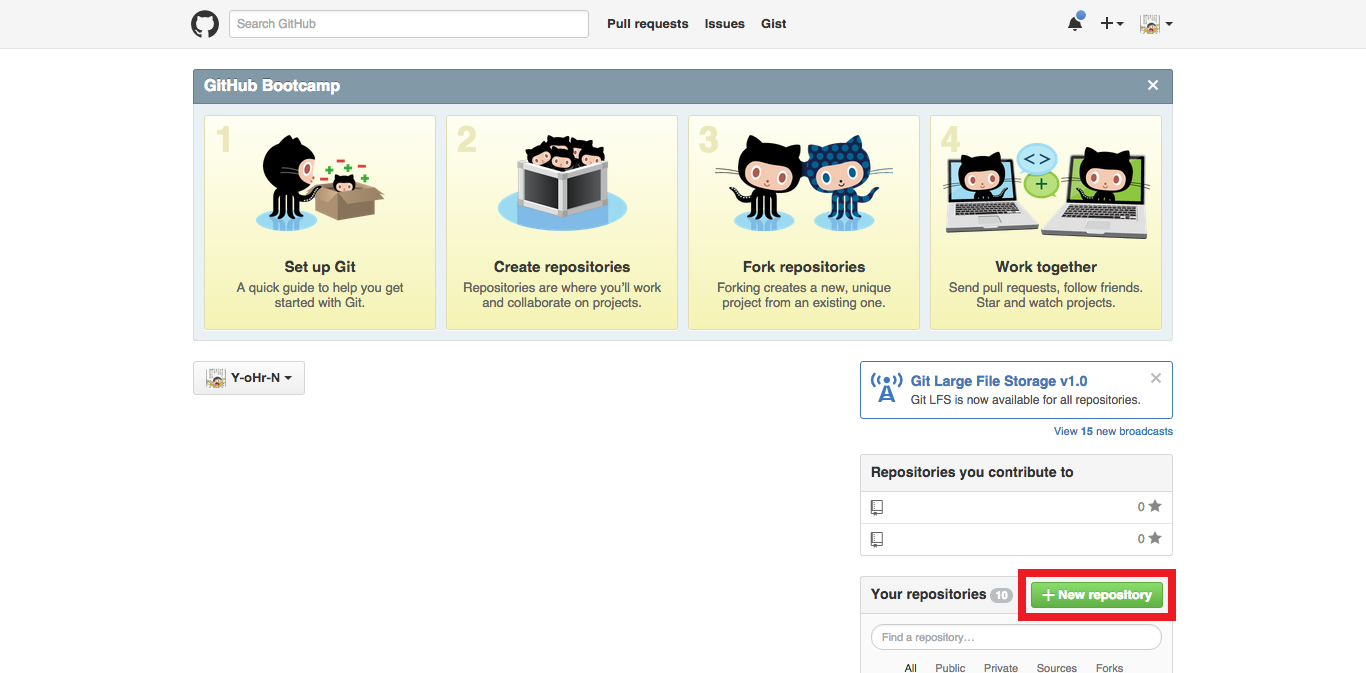 Search GitHub
Pull requests Issues Gist
GitHub Bootcamp
1
Set up Git
A quick guide to help you get
started with Git.
2
Create repositories
Repositories are where you'll work
and collaborate on projects.
3
Fork repositories
Forking creates a new, unique
project from an existing one.
4
Work together
Send pull requests, follow friends.
Star and watch projects.
Y-oHr-N
Git Large File Storage v1.0
Git LFS is now available for all repositories.
View 15 new broadcasts
Repositories you contribute to
0
0
Your repositories 10
New repository
Find a repository…
All Public Private Sources Forks